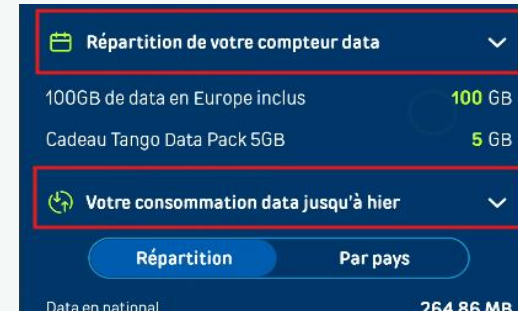 Répartition de votre compteur data
100GB de data en Europe inclus 100 GB
Cadeau Tango Data Pack 5GB 5 GB
Votre consommation data jusqu'à hier
Répartition Par pays
Data en national 264.86 MB